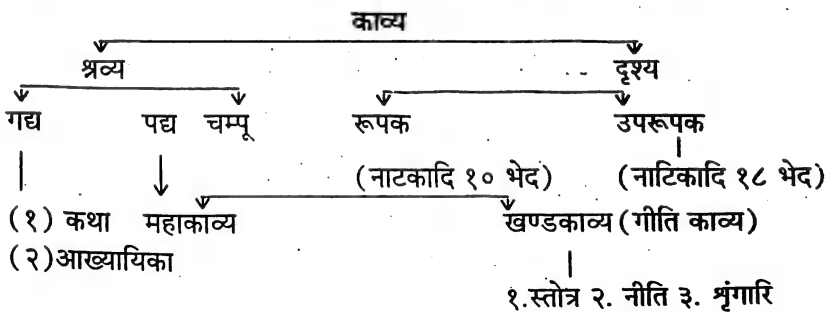 काव्य
श्रव्य दृश्य
गद्य पद्य चम्पू रूपक उपरूपक
(नाटकादि १० भेद) (नाटिकादि १८ भेद)
(१) कथा महाकाव्य खण्डकाव्य (गीति काव्य)
(२) आख्यायिका
१.स्तोत्र २. नीति ३. शृंगारि